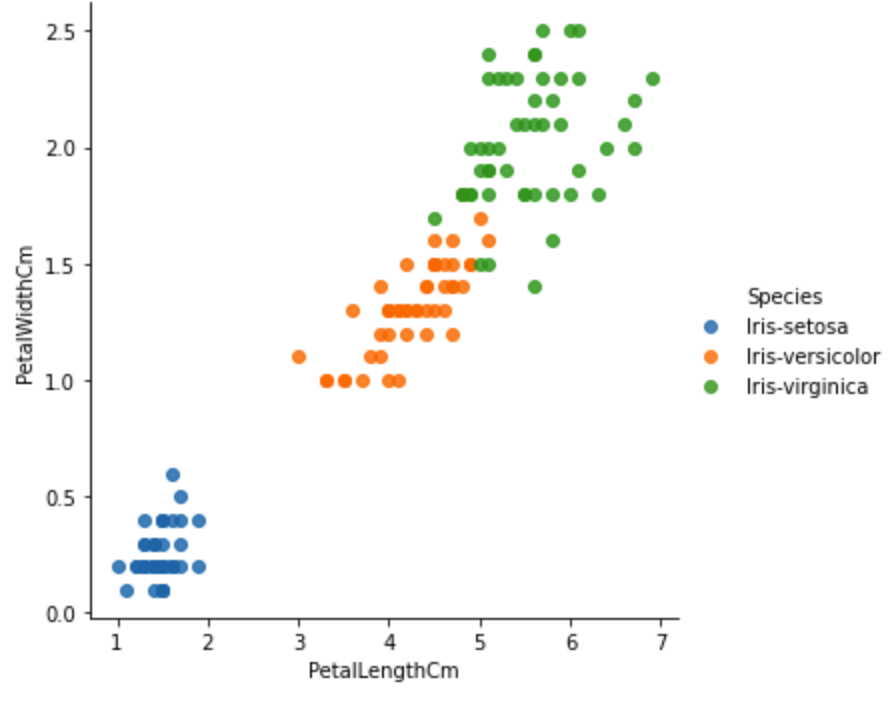 2.5
2.0
1.5
1.0
0.5
0.0
PetalWidthCm
1 2 3 4 5 6 7
PetalLengthCm
Species
Iris-setosa
Iris-versicolor
Iris-virginica